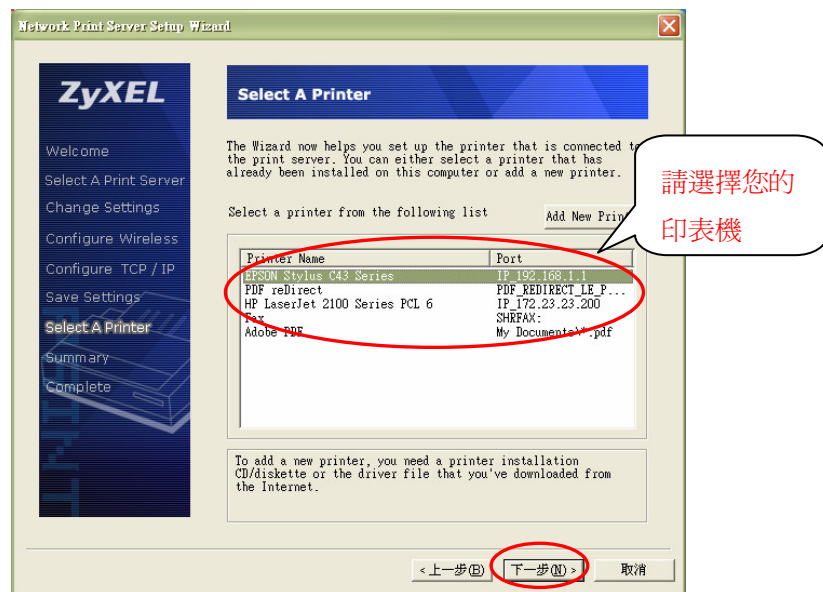 Network Print Server Setup Wizard
ZyXEL
Welcome
Select A Print Server
Change Settings
Configure Wireless
Configure TCP / IP
Save Settings
Select A Printer
Summary
Complete
Select A Printer
The Wizard now helps you set up the printer that is connected to
the print server. You can either select a printer that has
already been installed on this computer or add a new printer.
Select a printer from the following list
Add New Print
請選擇您的
印表機
Printer Name Port
EPSON Stylus C43 Series IP_192.168.1.1
PDF reDirect PDF_REDIRECT_LE_P...
HP LaserJet 2100 Series PCL 6 IP_172.23.23.200
Fax SHRFAX:
Adobe PDF My Documents\*.pdf
To add a new printer, you need a printer installation
CD/diskette or the driver file that you've downloaded from
the Internet.
<上一步(B) 下一步(N)> 取消